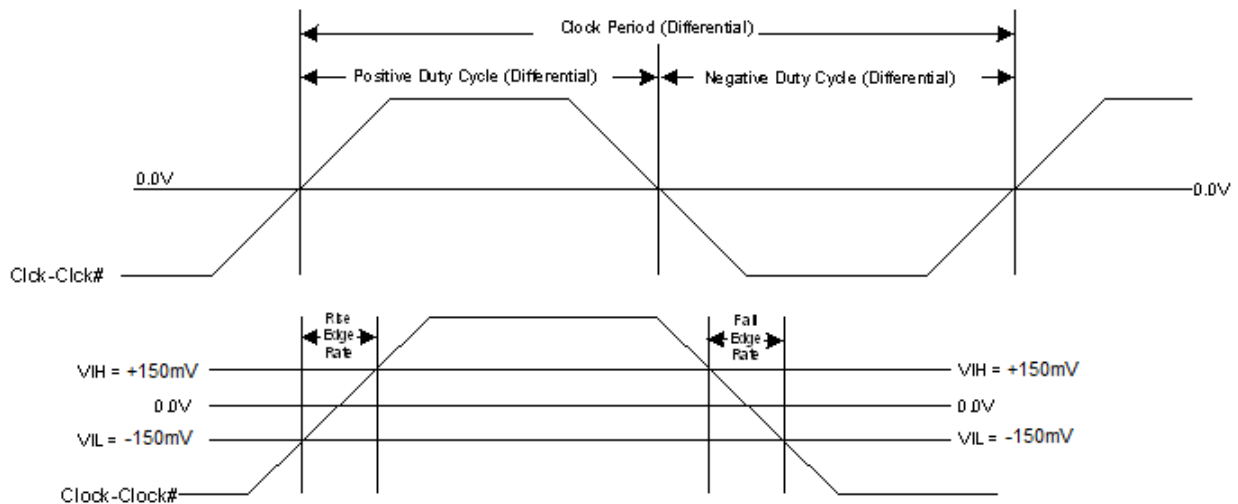 Clock Period (Differential)
Positive Duty Cycle (Differential)
Negative Duty Cycle (Differential)
0.0V
0.0V
Clck-Clck#
Rise
Edge
Rate
Fall
Edge
Rate
VIH = +150mV
VIH = +150mV
0.0V
0.0V
VIL = -150mV
VIL = -150mV
Clock-Clock#